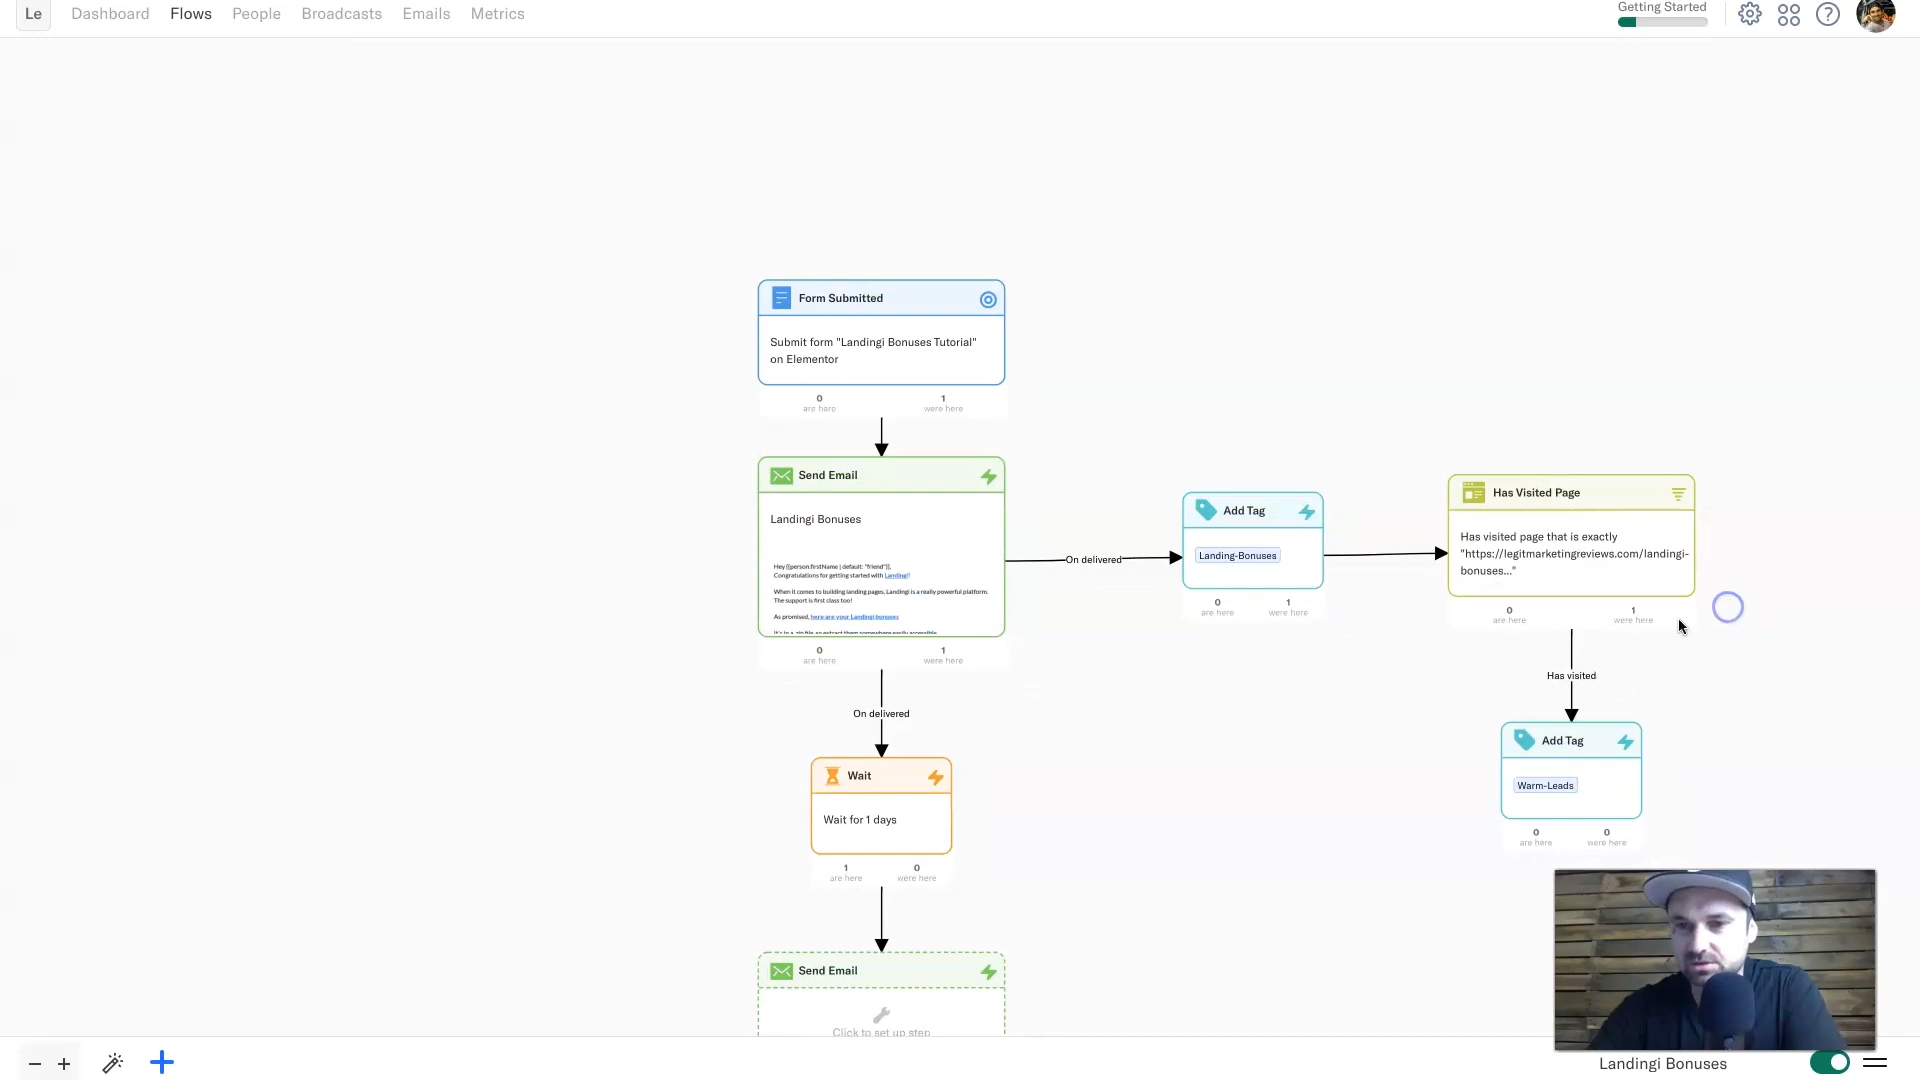 Le Dashboard Flows People Broadcasts Emails Metrics
Getting Started
Form Submitted
Submit form "Landingi Bonuses Tutorial"
on Elementor
0 1
are here were here
Send Email
Landingi Bonuses
Hey {{person.firstName | default: "friend"}},
Congratulations for getting started with Landingi!
When it comes to building landing pages, Landingi is a really powerful platform.
The support is first class too!
As promised, here are your Landingi bonuses
It's in a .zip file so extract them somewhere easily accessible.
0 1
are here were here
On delivered
Add Tag
Landing-Bonuses
0 1
are here were here
Has Visited Page
Has visited page that is exactly
"https://legitmarketingreviews.com/landingi-
bonuses..."
0 1
are here were here
Has visited
Add Tag
Warm-Leads
0 0
are here were here
On delivered
Wait
Wait for 1 days
1 0
are here were here
Send Email
Click to set up step
Landingi Bonuses